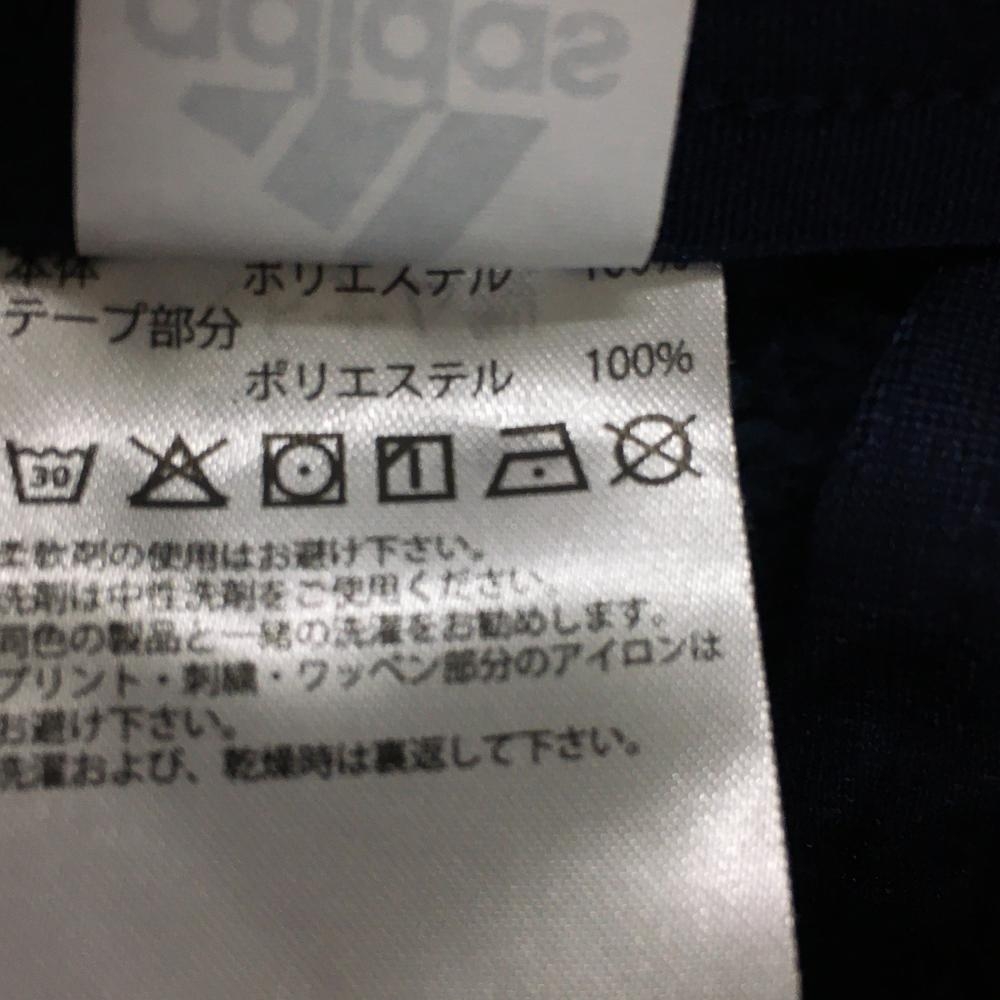 adidas
本体 ポリエステル 100%
テープ部分
ポリエステル 100%
30
柔軟剤の使用はお避け下さい。
洗剤は中性洗剤をご使用ください。
同色の製品と一緒の洗濯をお勧めします。
プリント・刺繍・ワッペン部分のアイロンは
お避け下さい。
洗濯および、乾燥時は裏返して下さい。